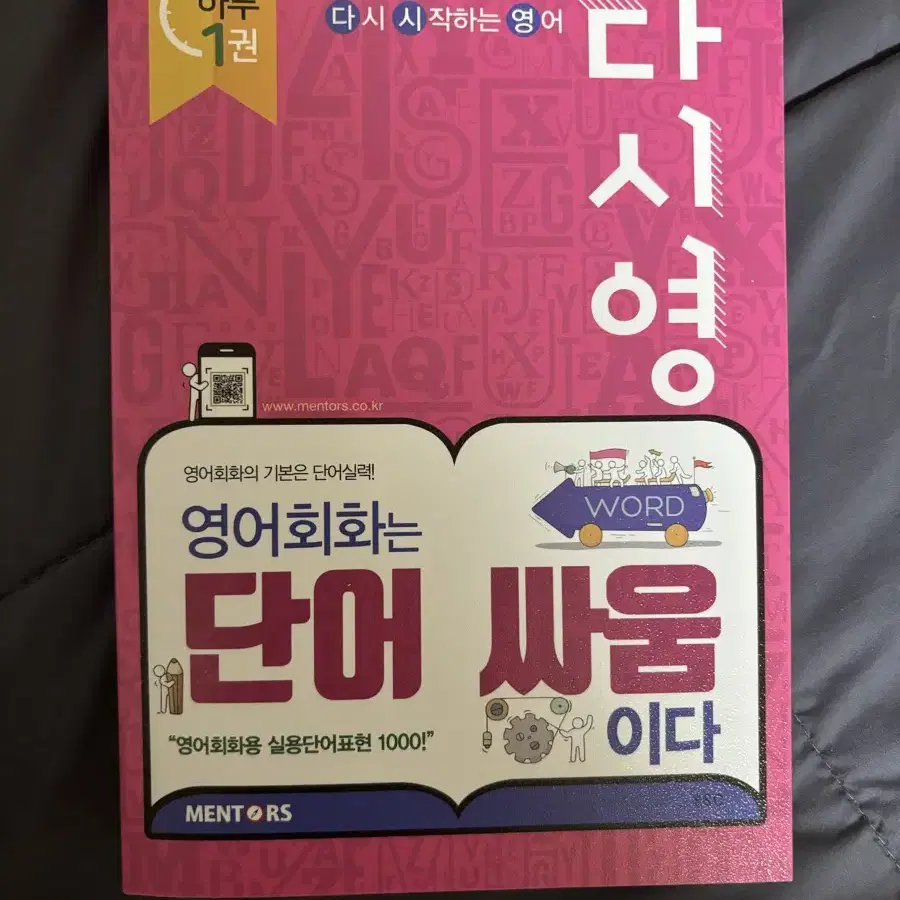 하루
1권
다시 시작하는 영어
다시영
www.mentors.co.kr
영어회화의 기본은 단어실력!
영어회화는
단어 싸움
이다
WORD
"영어회화용 실용단어표현 1000!"
MENTORS